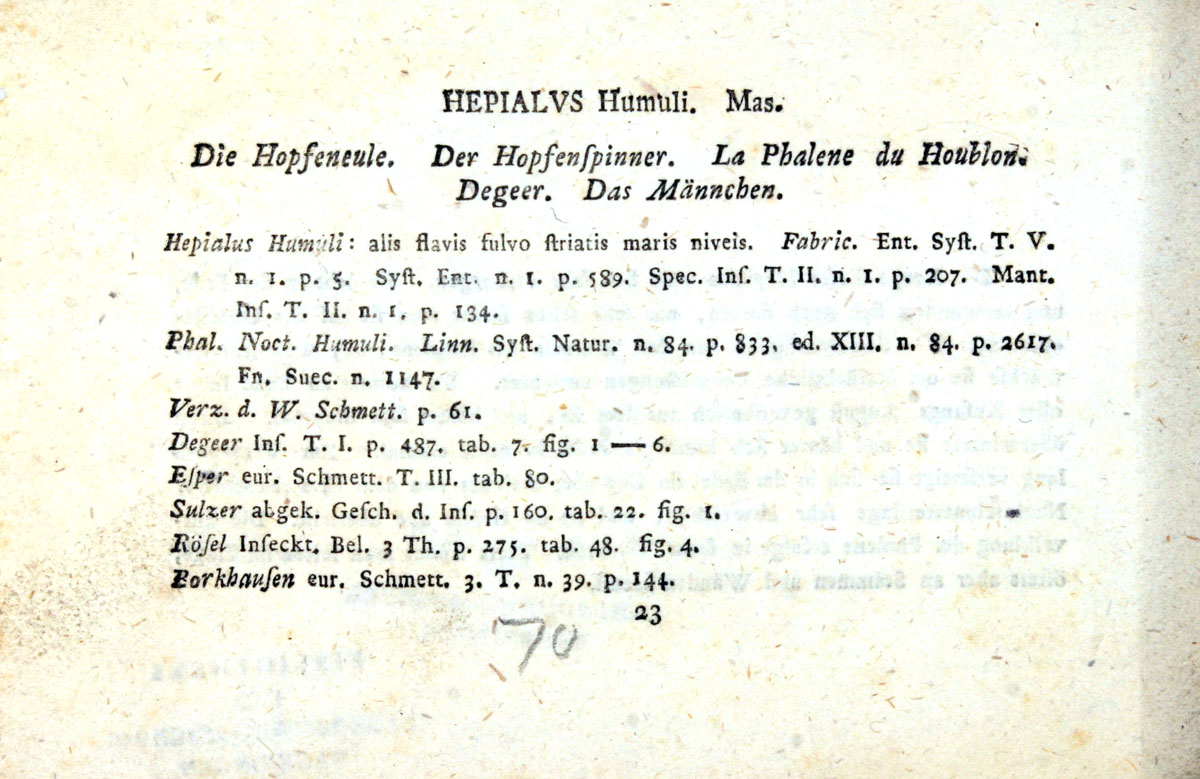 HEPIALVS Humuli. Mas.
Die Hopfeneule. Der Hopfenſpinner. La Phalene du Houblon.
Degeer. Das Männchen.
Hepialus Humuli: alis flavis fulvo ſtriatis maris niveis. Fabric. Ent. Syſt. T. V.
n. 1. p. 5. Syſt. Ent. n. 1. p. 589. Spec. Inſ. T. II. n. 1. p. 207. Mant.
Inſ. T. II. n. 1. p. 134.
Phal. Noct. Humuli. Linn. Syſt. Natur. n. 84. p. 833. ed. XIII. n. 84. p. 2617.
Fn. Suec. n. 1147.
Verz. d. W. Schmett. p. 61.
Degeer Inſ. T. I. p. 487. tab. 7. fig. 1 — 6.
Eſper eur. Schmett. T. III. tab. 80.
Sulzer abgek. Geſch. d. Inſ. p. 160. tab. 22. fig. 1.
Röſel Inſeckt. Bel. 3 Th. p. 275. tab. 48. fig. 4.
Borkhauſen eur. Schmett. 3. T. n. 39. p. 144.
23
70